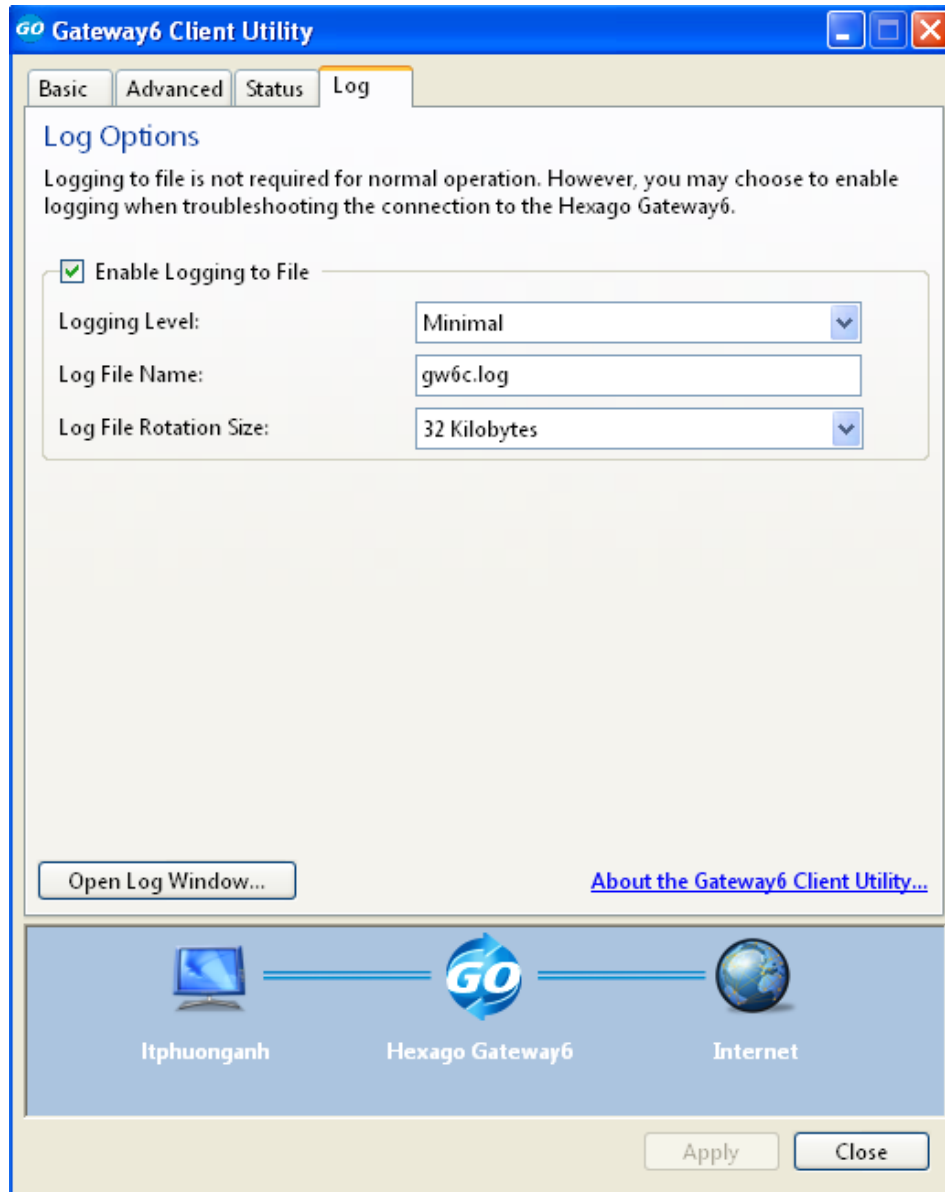 GO Gateway6 Client Utility
Basic Advanced Status Log
Log Options
Logging to file is not required for normal operation. However, you may choose to enable
logging when troubleshooting the connection to the Hexago Gateway6.
Enable Logging to File
Logging Level: Minimal
Log File Name: gw6c.log
Log File Rotation Size: 32 Kilobytes
Open Log Window... About the Gateway6 Client Utility...
GO
ltphuonganh Hexago Gateway6 Internet
Apply Close